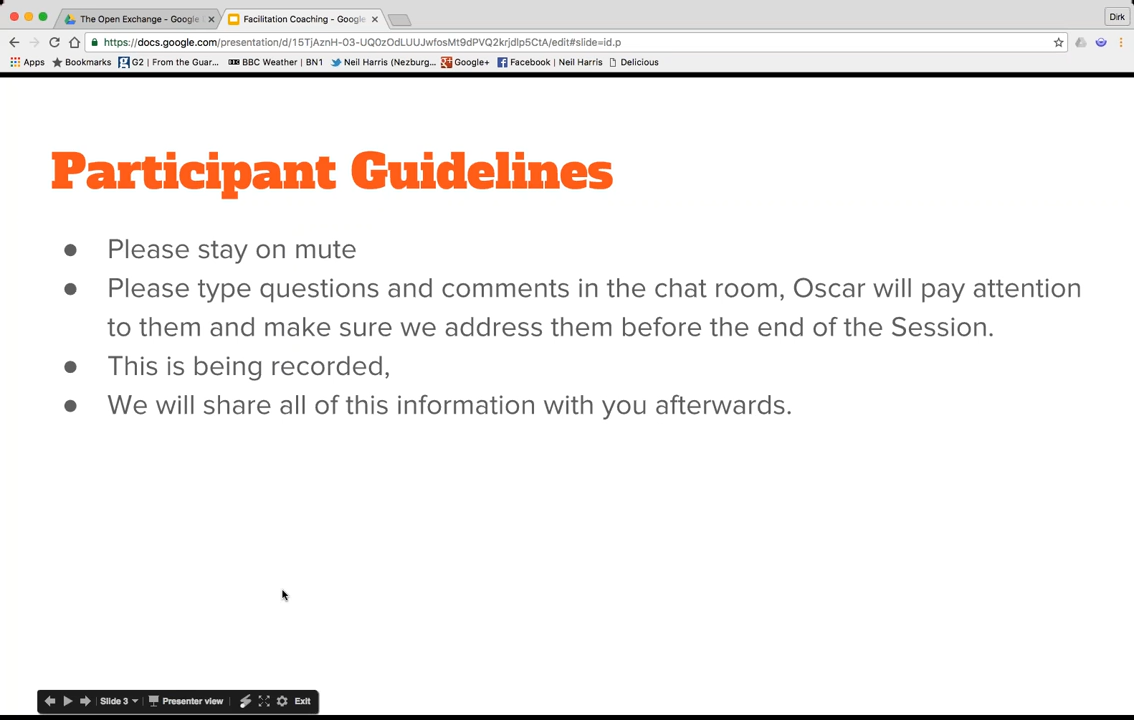 The Open Exchange - Google
Facilitation Coaching - Google
Dirk
https://docs.google.com/presentation/d/15TjAznH-03-UQ0zOdLUUJwfosMt9dPVQ2krjdlp5CtA/edit#slide=id.p
Apps Bookmarks G2 | From the Guar... BBC Weather | BN1 Neil Harris (Nezburg... Google+ Facebook | Neil Harris Delicious
Participant Guidelines
● Please stay on mute
● Please type questions and comments in the chat room, Oscar will pay attention
to them and make sure we address them before the end of the Session.
● This is being recorded,
● We will share all of this information with you afterwards.
Slide 3 Presenter view Exit